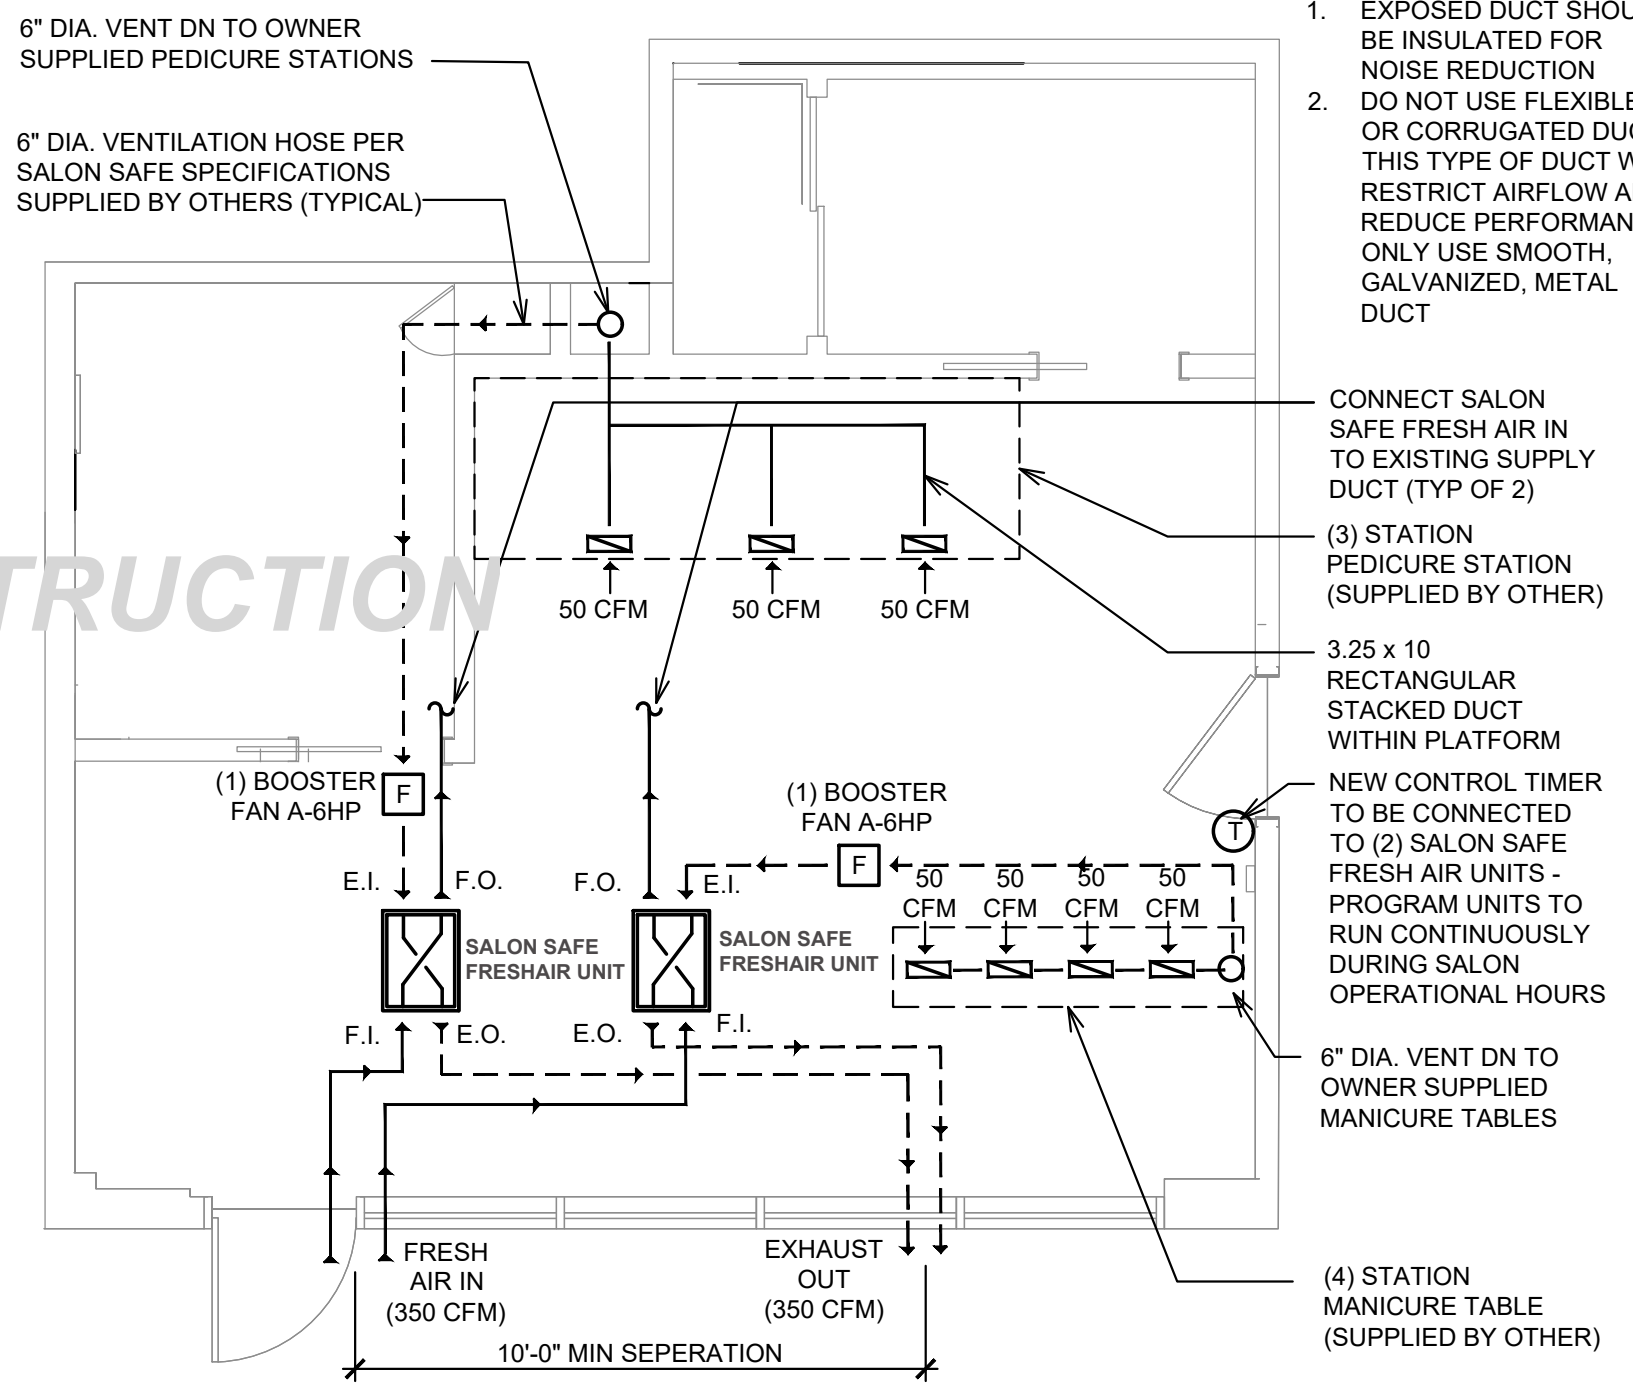 6" DIA. VENT DN TO OWNER
SUPPLIED PEDICURE STATIONS
6" DIA. VENTILATION HOSE PER
SALON SAFE SPECIFICATIONS
SUPPLIED BY OTHERS (TYPICAL)
1. EXPOSED DUCT
BE INSULATED FOR
NOISE REDUCTION
2. DO NOT USE FLEXIBLE
OR CORRUGATED
THIS TYPE OF DUCT
RESTRICT AIRFLOW
REDUCE
ONLY USE SMOOTH,
GALVANIZED, METAL
DUCT
CONNECT SALON
SAFE FRESH AIR IN
TO EXISTING SUPPLY
DUCT (TYP OF 2)
(3) STATION
PEDICURE STATION
(SUPPLIED BY OTHER)
TRUCTION
50 CFM
50 CFM
50 CFM
3.25 x 10
RECTANGULAR
STACKED DUCT
WITHIN PLATFORM
(1) BOOSTER
FAN A-6HP
F
(1) BOOSTER
FAN A-6HP
F
T
NEW CONTROL TIMER
TO BE CONNECTED
TO (2) SALON SAFE
FRESH AIR UNITS -
PROGRAM UNITS TO
RUN CONTINUOUSLY
DURING SALON
OPERATIONAL HOURS
E.I.
F.O.
F.O.
E.I.
50
CFM
50
CFM
50
CFM
50
CFM
SALON SAFE
FRESHAIR UNIT
SALON SAFE
FRESHAIR UNIT
F.I.
E.O.
E.O.
F.I.
6" DIA. VENT DN TO
OWNER SUPPLIED
MANICURE TABLES
FRESH
AIR IN
(350 CFM)
EXHAUST
OUT
(350 CFM)
(4) STATION
MANICURE TABLE
(SUPPLIED BY OTHER)
10'-0" MIN SEPERATION